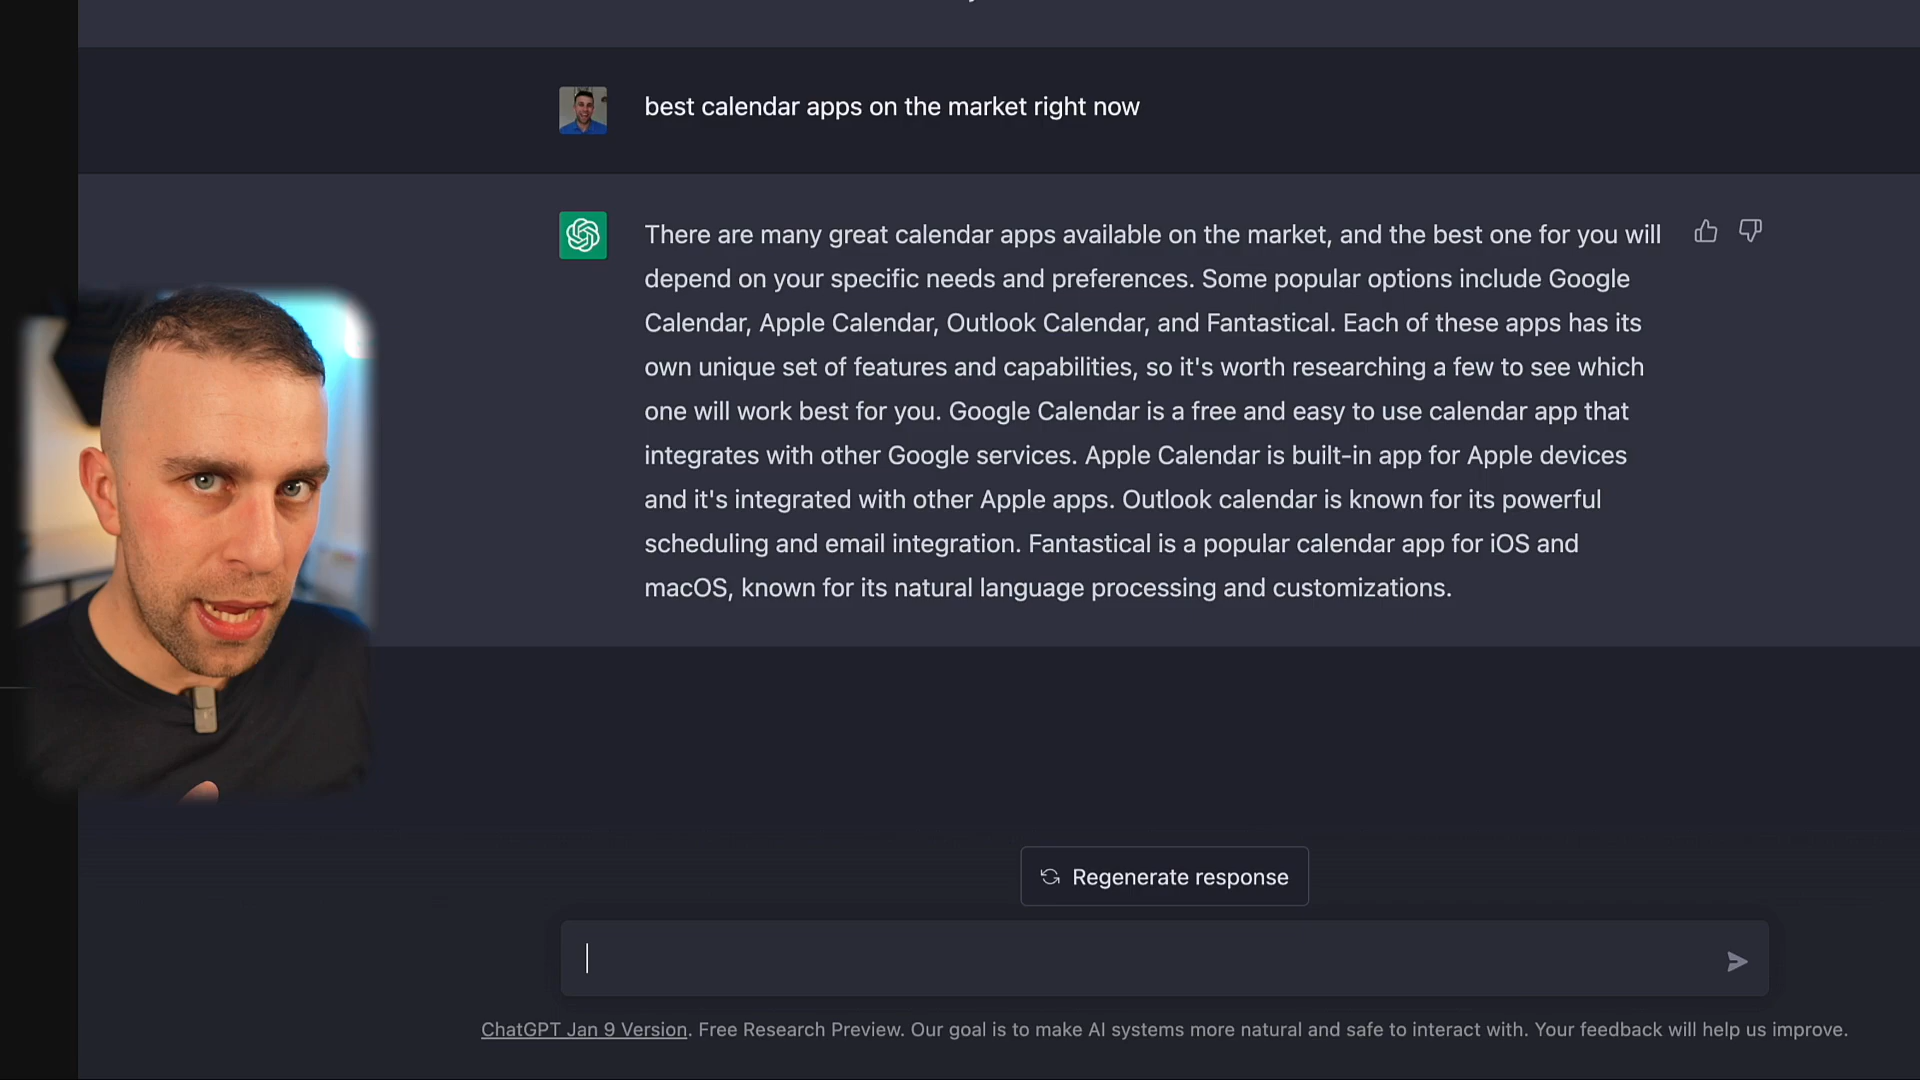 best calendar apps on the market right now
There are many great calendar apps available on the market, and the best one for you will
depend on your specific needs and preferences. Some popular options include Google
Calendar, Apple Calendar, Outlook Calendar, and Fantastical. Each of these apps has its
own unique set of features and capabilities, so it's worth researching a few to see which
one will work best for you. Google Calendar is a free and easy to use calendar app that
integrates with other Google services. Apple Calendar is built-in app for Apple devices
and it's integrated with other Apple apps. Outlook calendar is known for its powerful
scheduling and email integration. Fantastical is a popular calendar app for iOS and
macOS, known for its natural language processing and customizations.
Regenerate response
ChatGPT Jan 9 Version. Free Research Preview. Our goal is to make AI systems more natural and safe to interact with. Your feedback will help us improve.